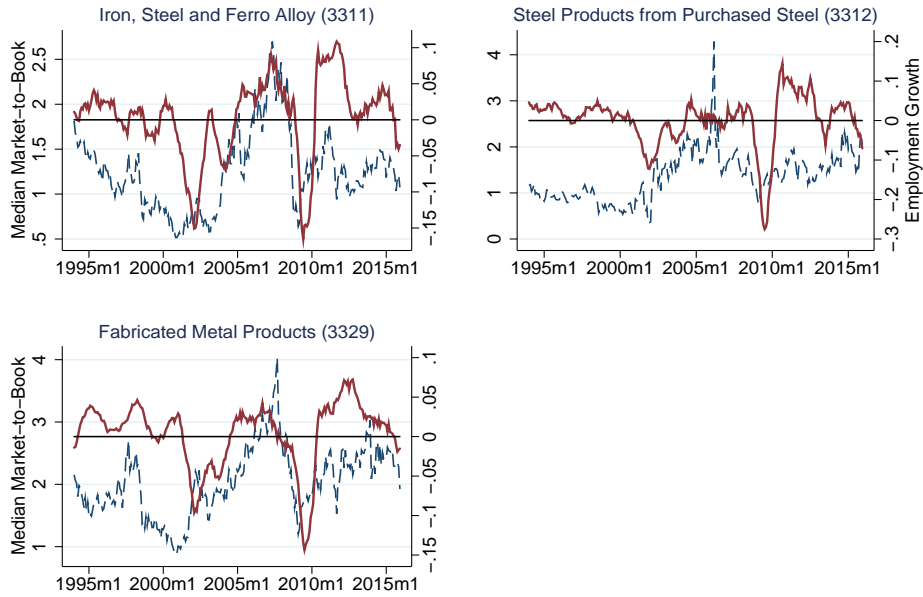 Iron, Steel and Ferro Alloy (3311)
Median Market−to−Book
.5 1 1.5 2 2.5
−.15 −.1 −.05 0 .05 .1
1995m1 2000m1 2005m1 2010m1 2015m1
Steel Products from Purchased Steel (3312)
0 1 2 3 4
−.3 −.2 −.1 0 .1 .2
Employment Growth
1995m1 2000m1 2005m1 2010m1 2015m1
Fabricated Metal Products (3329)
Median Market−to−Book
1 2 3 4
−.15 −.1 −.05 0 .05 .1
1995m1 2000m1 2005m1 2010m1 2015m1